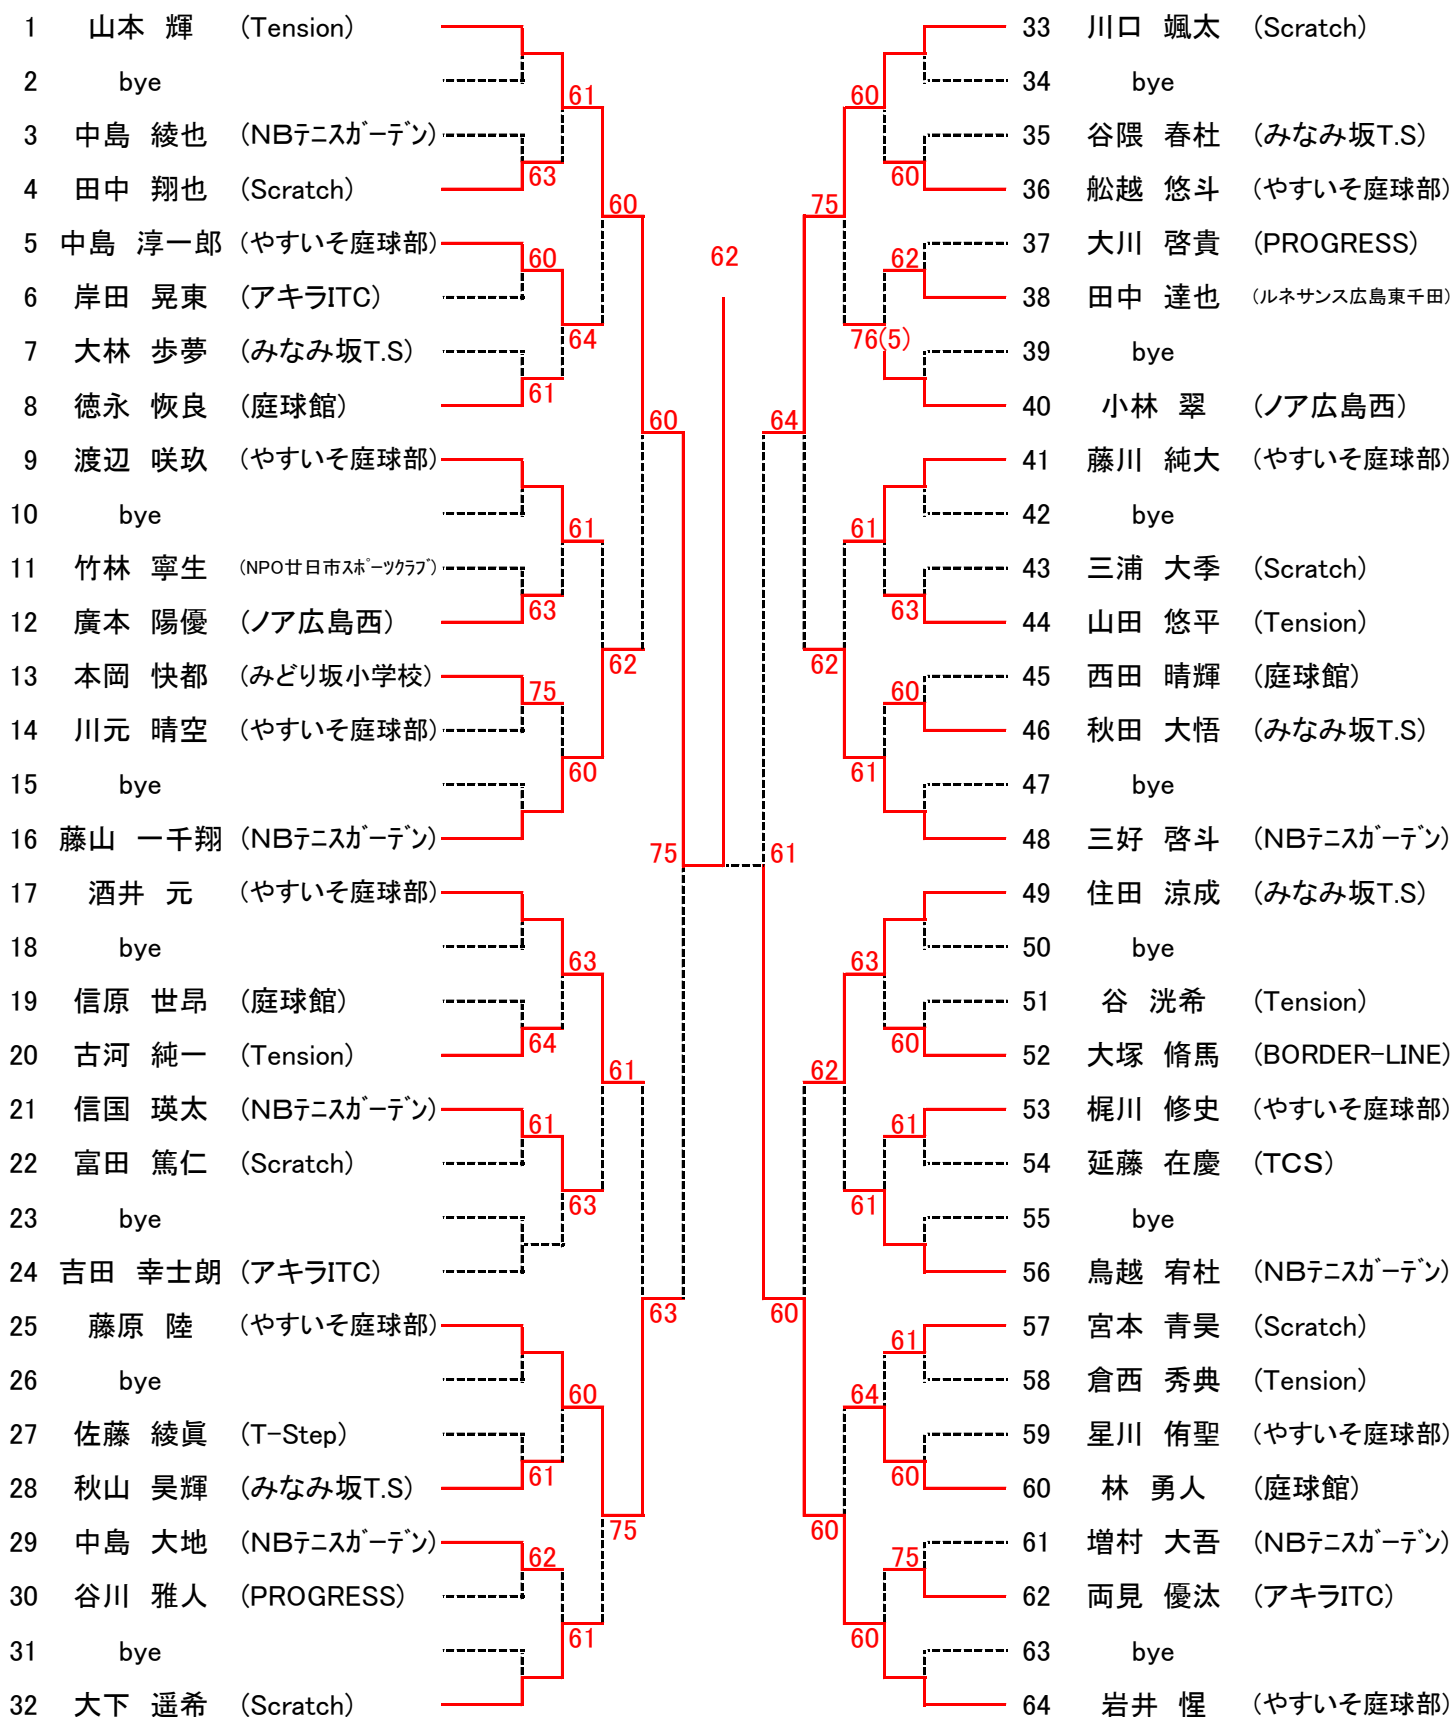 1 山本 輝 (Tension)
2 bye
61
3 中島 綾也 (NBテニスガーデン)
63
4 田中 翔也 (Scratch)
60
5 中島 淳一郎 (やすいそ庭球部)
60
6 岸田 晃東 (アキラITC)
64
7 大林 歩夢 (みなみ坂T.S)
61
8 徳永 恢良 (庭球館)
60
9 渡辺 咲玖 (やすいそ庭球部)
10 bye
61
11 竹林 寧生 (NPO廿日市スポーツクラブ)
63
12 廣本 陽優 (ノア広島西)
62
13 本岡 快都 (みどり坂小学校)
75
14 川元 晴空 (やすいそ庭球部)
60
15 bye
16 藤山 一千翔 (NBテニスガーデン)
75
17 酒井 元 (やすいそ庭球部)
18 bye
63
19 信原 世昂 (庭球館)
64
20 古河 純一 (Tension)
61
21 信国 瑛太 (NBテニスガーデン)
61
22 富田 篤仁 (Scratch)
63
23 bye
24 吉田 幸士朗 (アキラITC)
63
25 藤原 陸 (やすいそ庭球部)
26 bye
60
27 佐藤 綾眞 (T-Step)
61
28 秋山 昊輝 (みなみ坂T.S)
75
29 中島 大地 (NBテニスガーデン)
62
30 谷川 雅人 (PROGRESS)
61
31 bye
32 大下 遥希 (Scratch)
62
33 川口 颯太 (Scratch)
34 bye
60
35 谷隈 春杜 (みなみ坂T.S)
60
36 舩越 悠斗 (やすいそ庭球部)
75
37 大川 啓貴 (PROGRESS)
62
38 田中 達也 (ルネサンス広島東千田)
76(5)
39 bye
40 小林 翠 (ノア広島西)
64
41 藤川 純大 (やすいそ庭球部)
42 bye
61
43 三浦 大季 (Scratch)
63
44 山田 悠平 (Tension)
62
45 西田 晴輝 (庭球館)
60
46 秋田 大悟 (みなみ坂T.S)
61
47 bye
48 三好 啓斗 (NBテニスガーデン)
61
49 住田 涼成 (みなみ坂T.S)
50 bye
63
51 谷 洸希 (Tension)
60
52 大塚 脩馬 (BORDER-LINE)
62
53 梶川 修史 (やすいそ庭球部)
61
54 延藤 在慶 (TCS)
61
55 bye
56 鳥越 宥杜 (NBテニスガーデン)
60
57 宮本 青昊 (Scratch)
61
58 倉西 秀典 (Tension)
64
59 星川 侑聖 (やすいそ庭球部)
60
60 林 勇人 (庭球館)
60
61 増村 大吾 (NBテニスガーデン)
75
62 両見 優汰 (アキラITC)
60
63 bye
64 岩井 惺 (やすいそ庭球部)